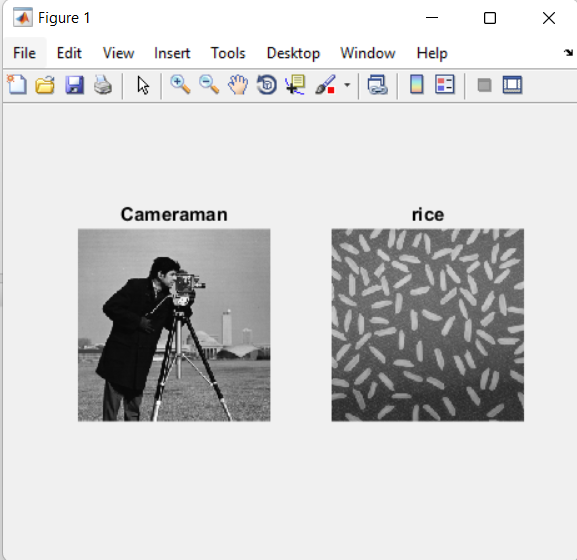 Figure 1
File Edit View Insert Tools Desktop Window Help
Cameraman rice